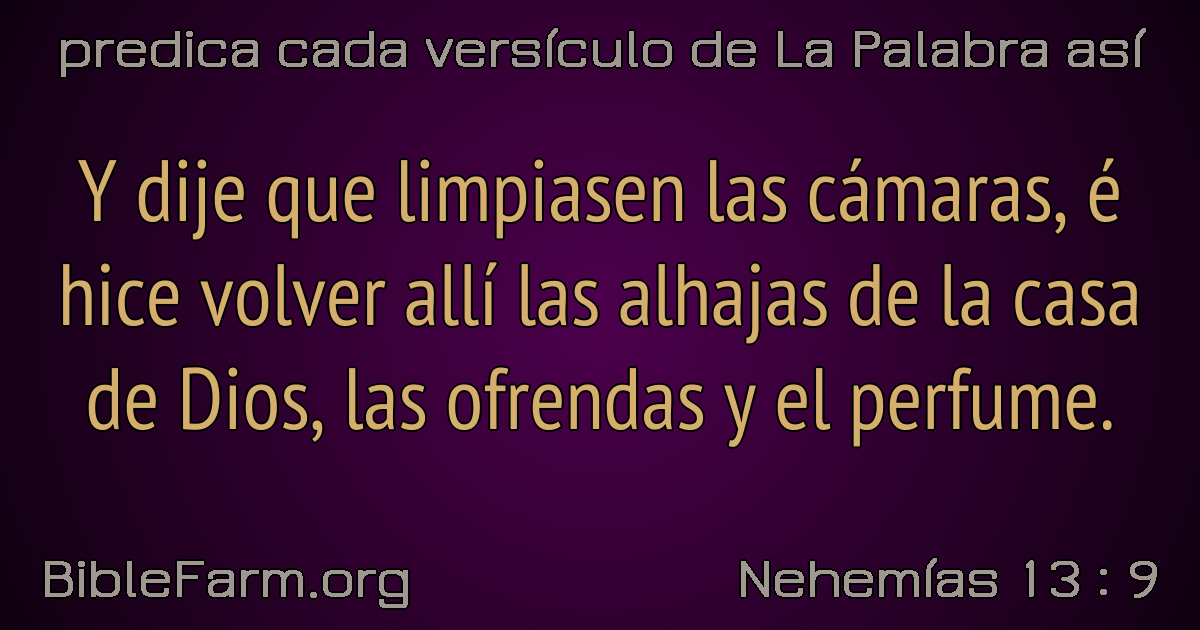 predica cada versículo de La Palabra así
Y dije que limpiasen las cámaras, é
hice volver allí las alhajas de la casa
de Dios, las ofrendas y el perfume.
BibleFarm.org
Nehemías 13 : 9